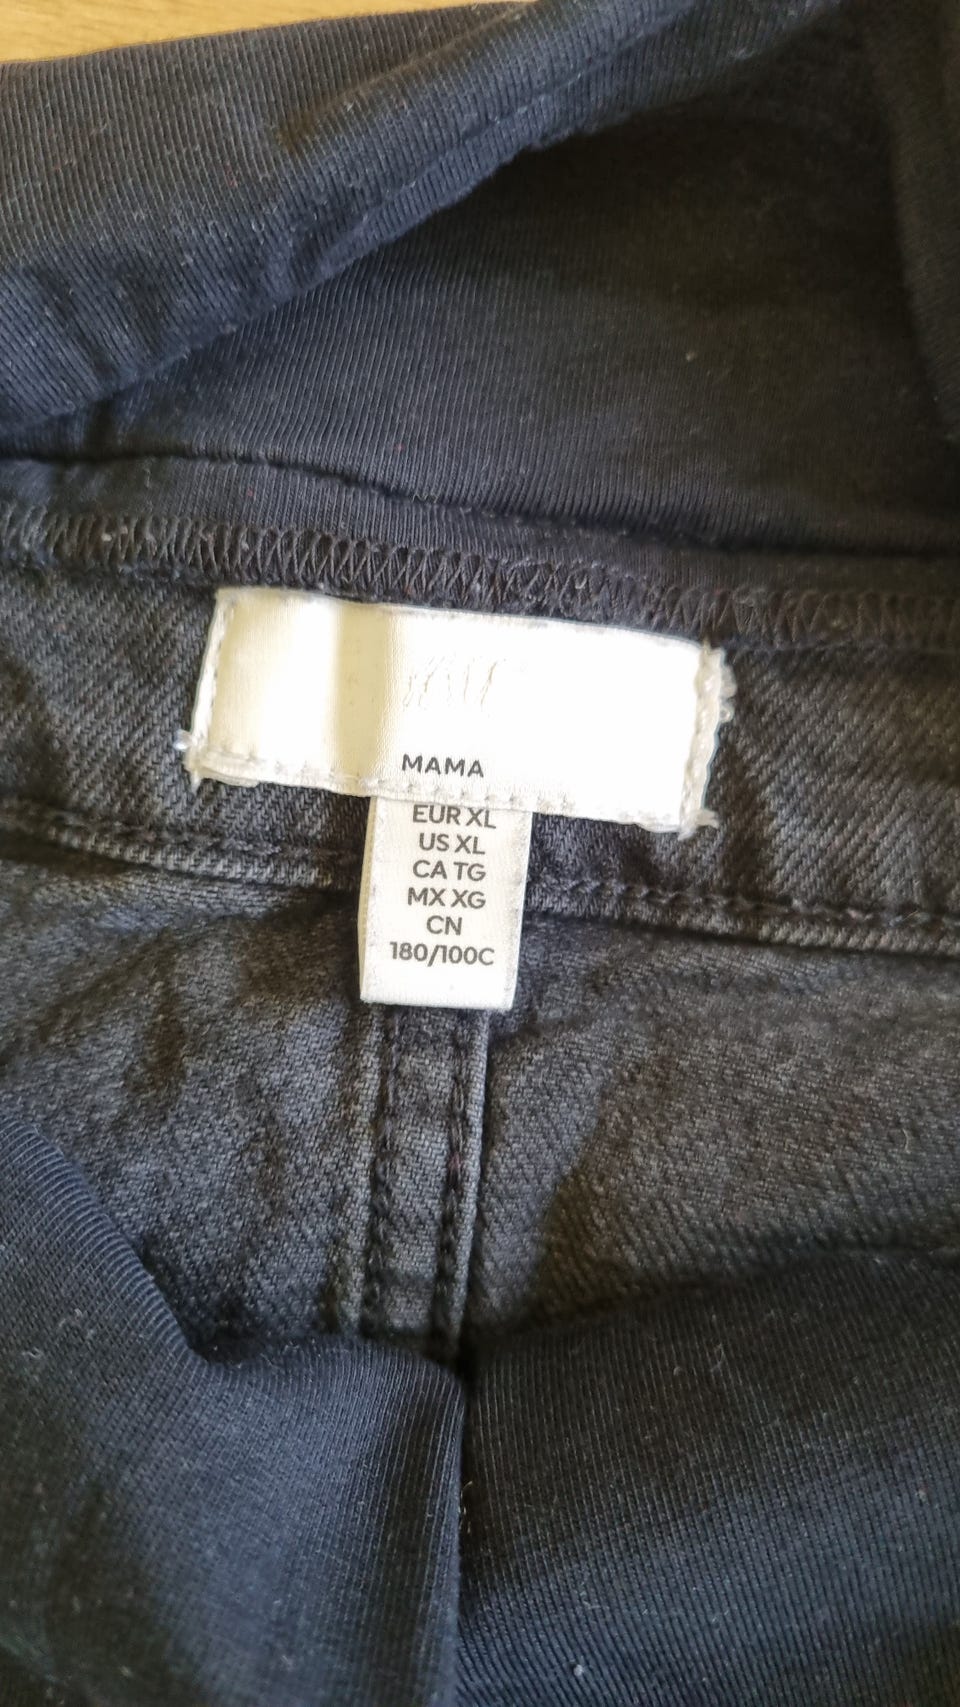 MAMA
EUR XL
US XL
CA TG
MX XG
CN
180/100C